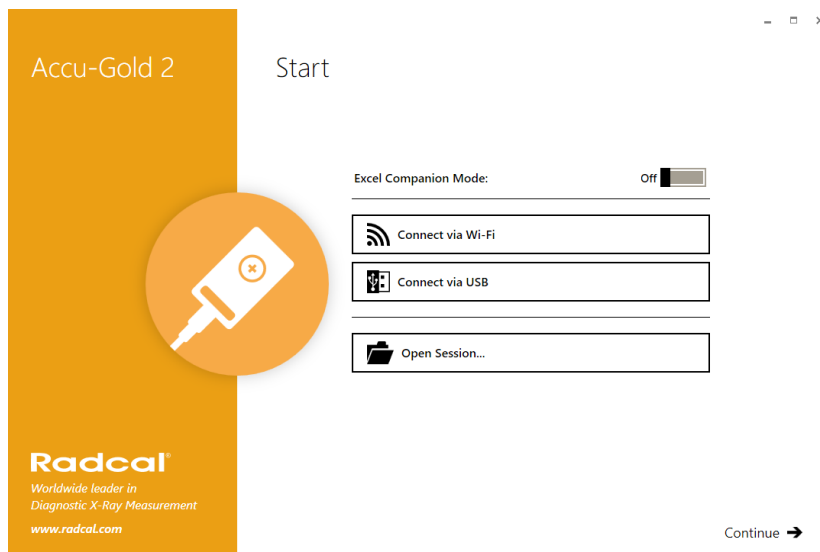 Accu-Gold 2
Start
Excel Companion Mode:
Off
Connect via Wi-Fi
Connect via USB
Open Session...
Radcal®
Worldwide leader in
Diagnostic X-Ray Measurement
www.radcal.com
Continue